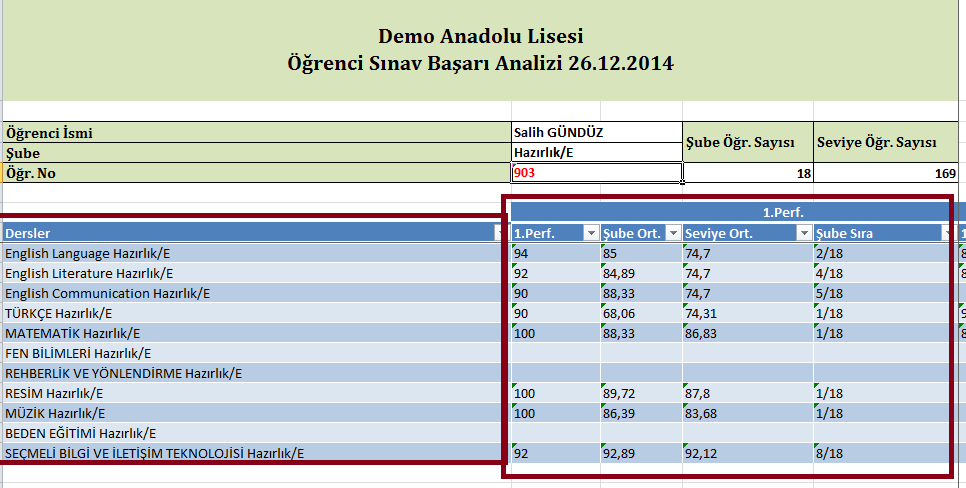 Demo Anadolu Lisesi
Öğrenci Sınav Başarı Analizi 26.12.2014
Öğrenci İsmi Salih GÜNDÜZ Şube Öğr. Sayısı Seviye Öğr. Sayısı
Şube Hazırlık/E
Öğr. No 903 18 169
1.Perf.
Dersler 1.Perf. Şube Ort. Seviye Ort. Şube Sıra 1
English Language Hazırlık/E 94 85 74,7 2/18 8
English Literature Hazırlık/E 92 84,89 74,7 4/18 8
English Communication Hazırlık/E 90 88,33 74,7 5/18
TÜRKÇE Hazırlık/E 90 68,06 74,31 1/18 9
MATEMATİK Hazırlık/E 100 88,33 86,83 1/18 8
FEN BİLİMLERİ Hazırlık/E
REHBERLİK VE YÖNLENDİRME Hazırlık/E
RESİM Hazırlık/E 100 89,72 87,8 1/18
MÜZİK Hazırlık/E 100 86,39 83,68 1/18
BEDEN EĞİTİMİ Hazırlık/E
SEÇMELİ BİLGİ VE İLETİŞİM TEKNOLOJİSİ Hazırlık/E 92 92,89 92,12 8/18